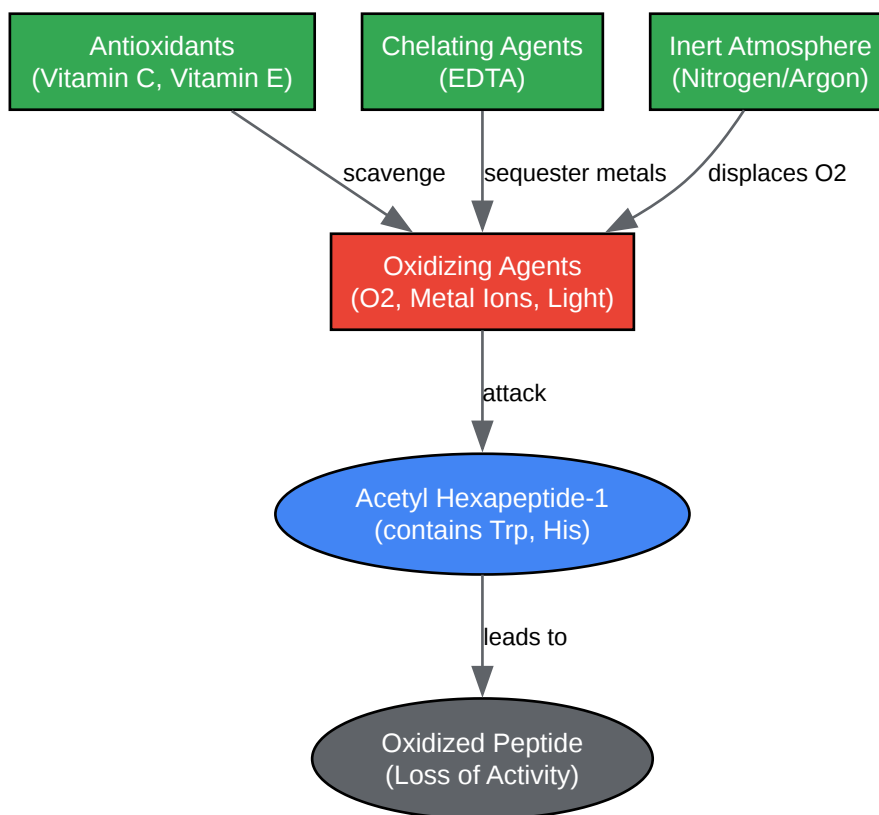 Antioxidants
(Vitamin C, Vitamin E)
Chelating Agents
(EDTA)
Inert Atmosphere
(Nitrogen/Argon)
scavenge
sequester metals
displaces O2
Oxidizing Agents
(O2, Metal Ions, Light)
attack
Acetyl Hexapeptide-1
(contains Trp, His)
leads to
Oxidized Peptide
(Loss of Activity)